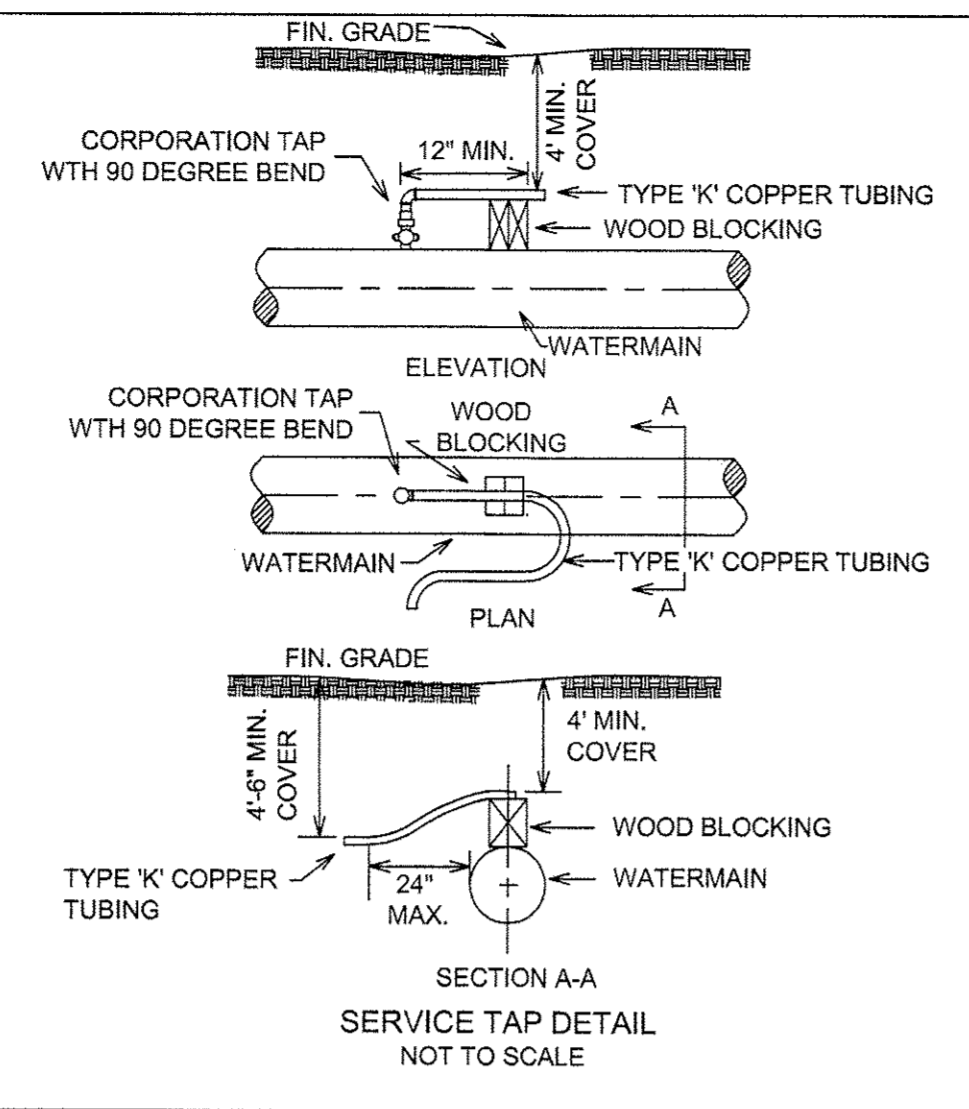 FIN. GRADE
4' MIN.
COVER
CORPORATION TAP
WTH 90 DEGREE BEND
12" MIN.
TYPE 'K' COPPER TUBING
WOOD BLOCKING
WATERMAIN
ELEVATION
CORPORATION TAP
WTH 90 DEGREE BEND
WOOD
BLOCKING
A
WATERMAIN
TYPE 'K' COPPER TUBING
A
PLAN
FIN. GRADE
4'-6" MIN.
COVER
4' MIN.
COVER
WOOD BLOCKING
TYPE 'K' COPPER
TUBING
24"
MAX.
WATERMAIN
SECTION A-A
SERVICE TAP DETAIL
NOT TO SCALE